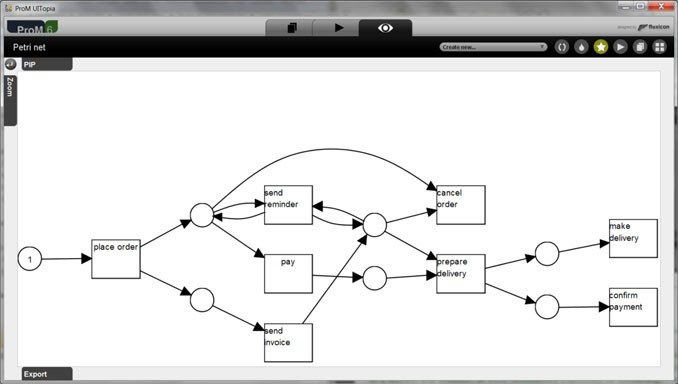 ProM UITopia
ProM 6
fluxicon
Petri net
Create new...
PIP
Zoom
send
reminder
cancel
order
place order
make
delivery
1
pay
prepare
delivery
confirm
payment
send
invoice
Export